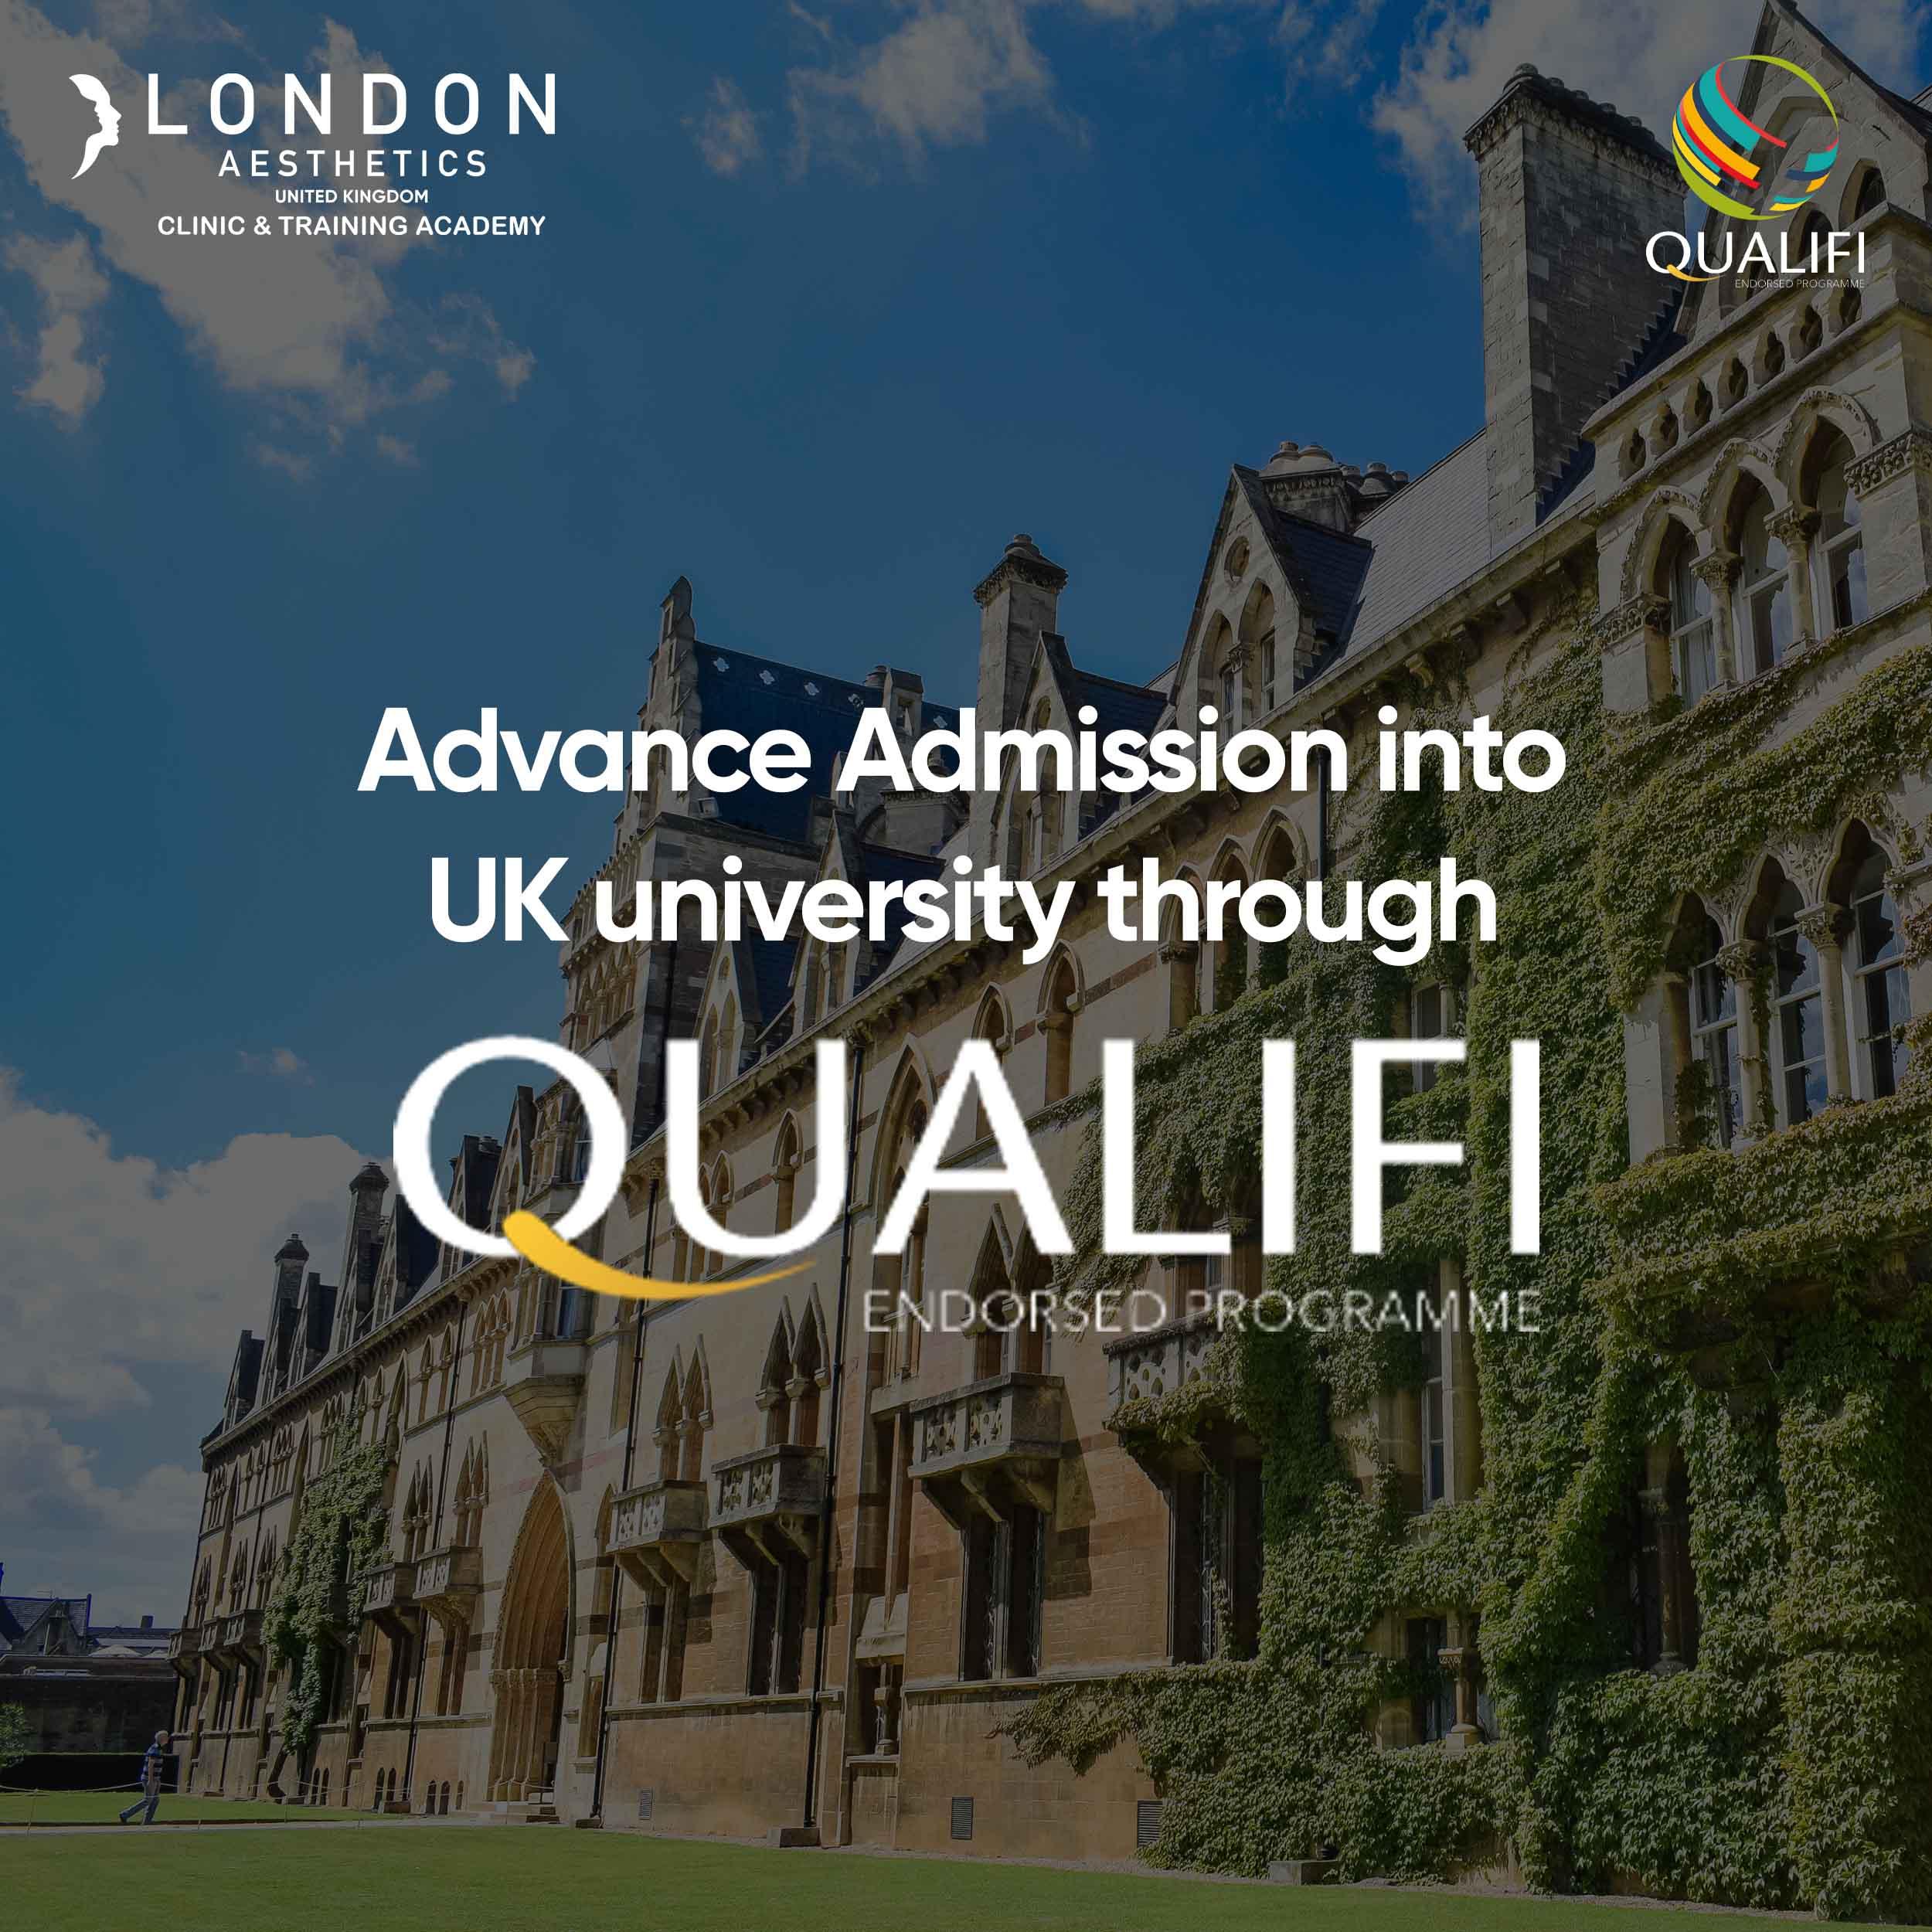 LONDON
AESTHETICS
UNITED KINGDOM
CLINIC & TRAINING ACADEMY
QUALIFI
ENDORSED PROGRAMME
Advance Admission into
UK university through
QUALIFI
ENDORSED PROGRAMME